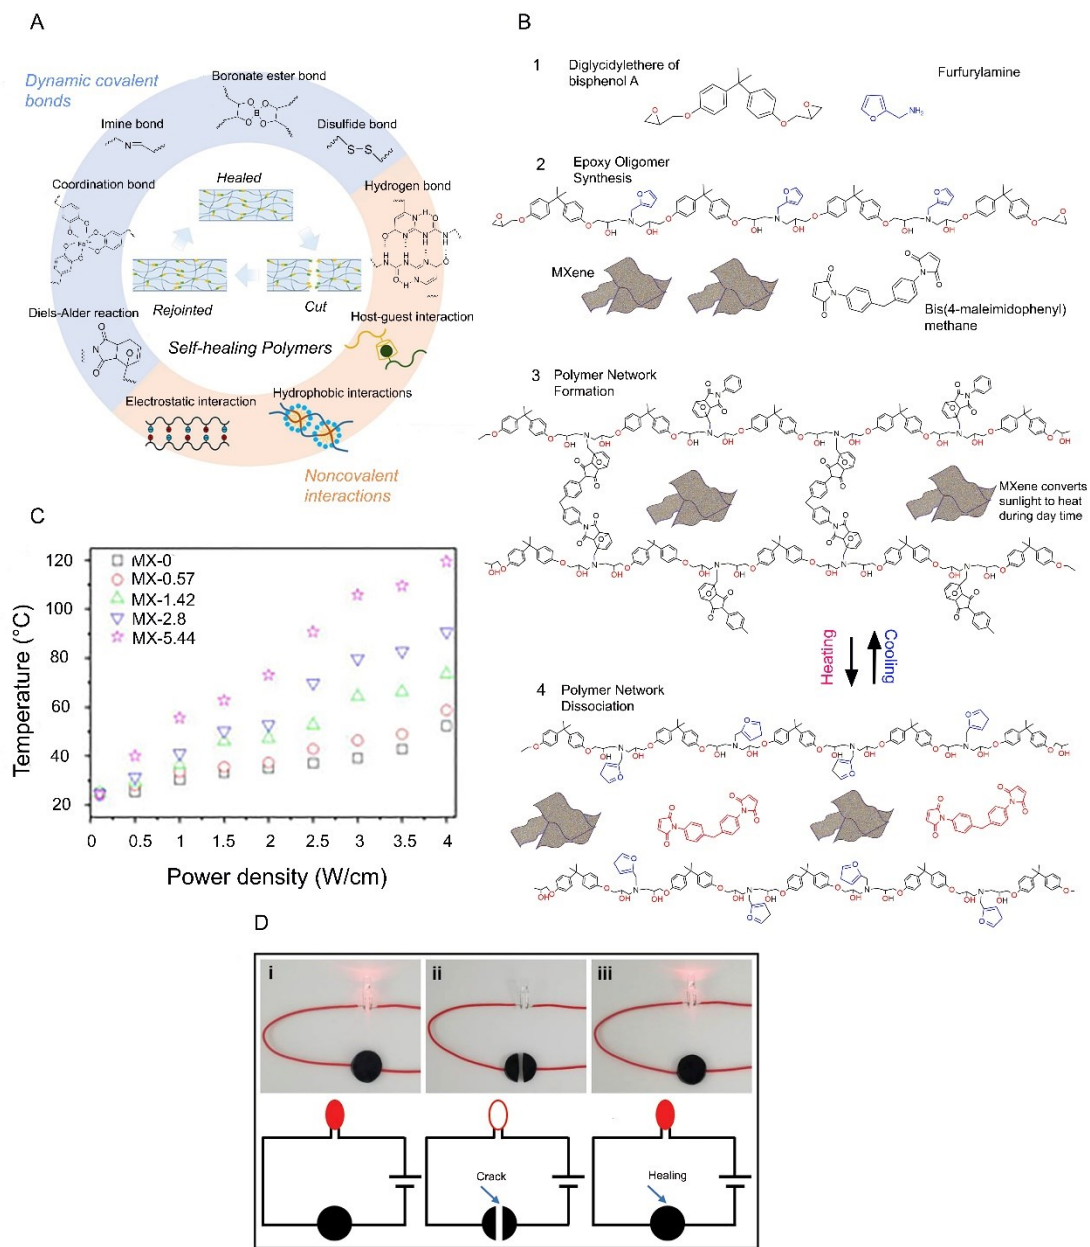 A
Dynamic covalent
bonds
Boronate ester bond
Imine bond
Disulfide bond
Coordination bond
Healed
Hydrogen bond
Rejointed
Cut
Diels-Alder reaction
Self-healing Polymers
Host-guest interaction
Electrostatic interaction
Hydrophobic interactions
Noncovalent
interactions
B
1
Diglycidylethere of
bisphenol A
Furfurylamine
2
Epoxy Oligomer
Synthesis
MXene
Bis(4-maleimidophenyl)
methane
3
Polymer Network
Formation
MXene converts
sunlight to heat
during day time
Heating
Cooling
4
Polymer Network
Dissociation
C
Temperature (°C)
120
100
80
60
40
20
MX-0
MX-0.57
MX-1.42
MX-2.8
MX-5.44
0 0.5 1 1.5 2 2.5 3 3.5 4
Power density (W/cm)
D
i
ii
iii
Crack
Healing